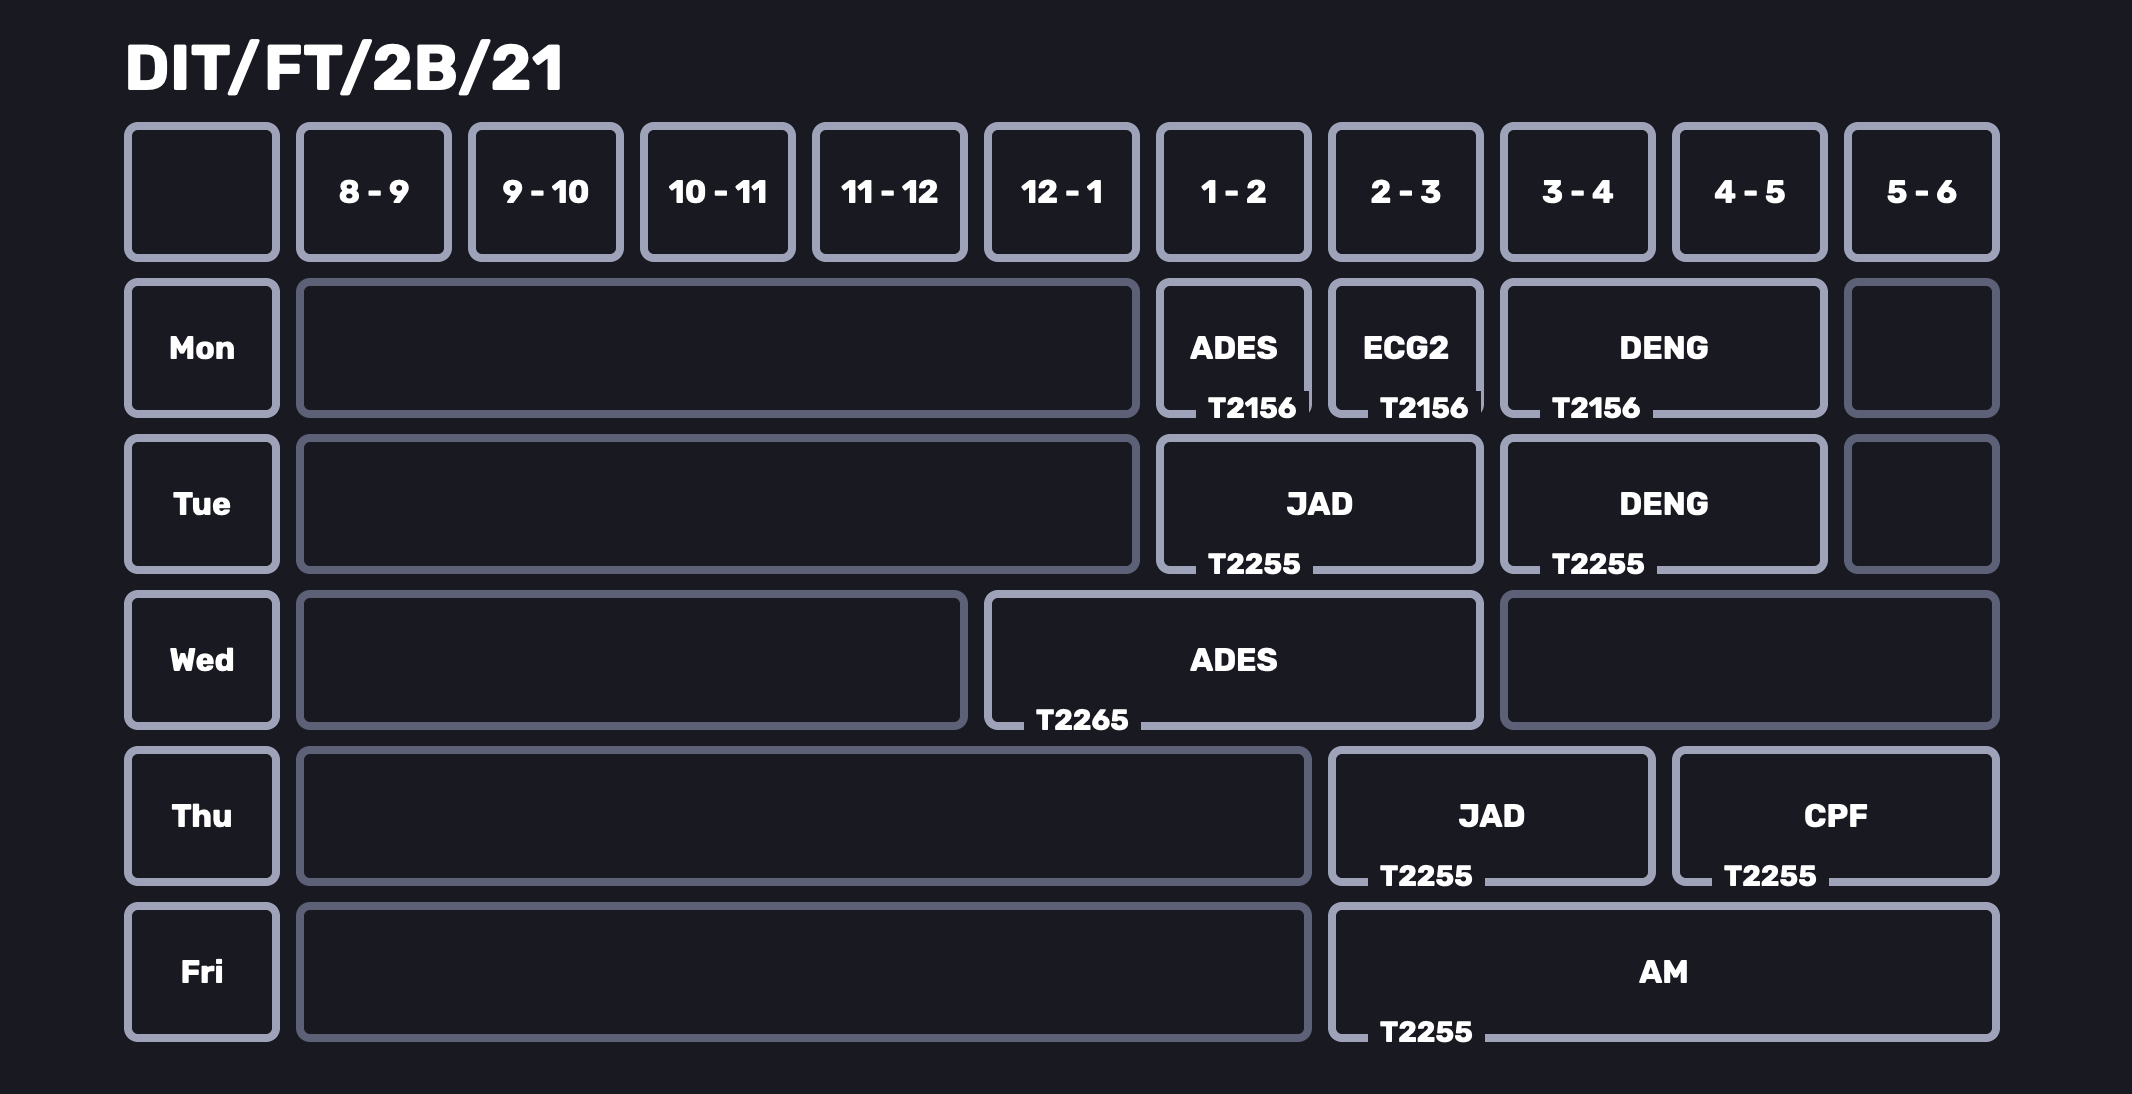 DIT/FT/2B/21
8 - 9 9 - 10 10 - 11 11 - 12 12 - 1 1 - 2 2 - 3 3 - 4 4 - 5 5 - 6
Mon ADES ECG2 DENG
T2156 T2156 T2156
Tue JAD DENG
T2255 T2255
Wed ADES
T2265
Thu JAD CPF
T2255 T2255
Fri AM
T2255